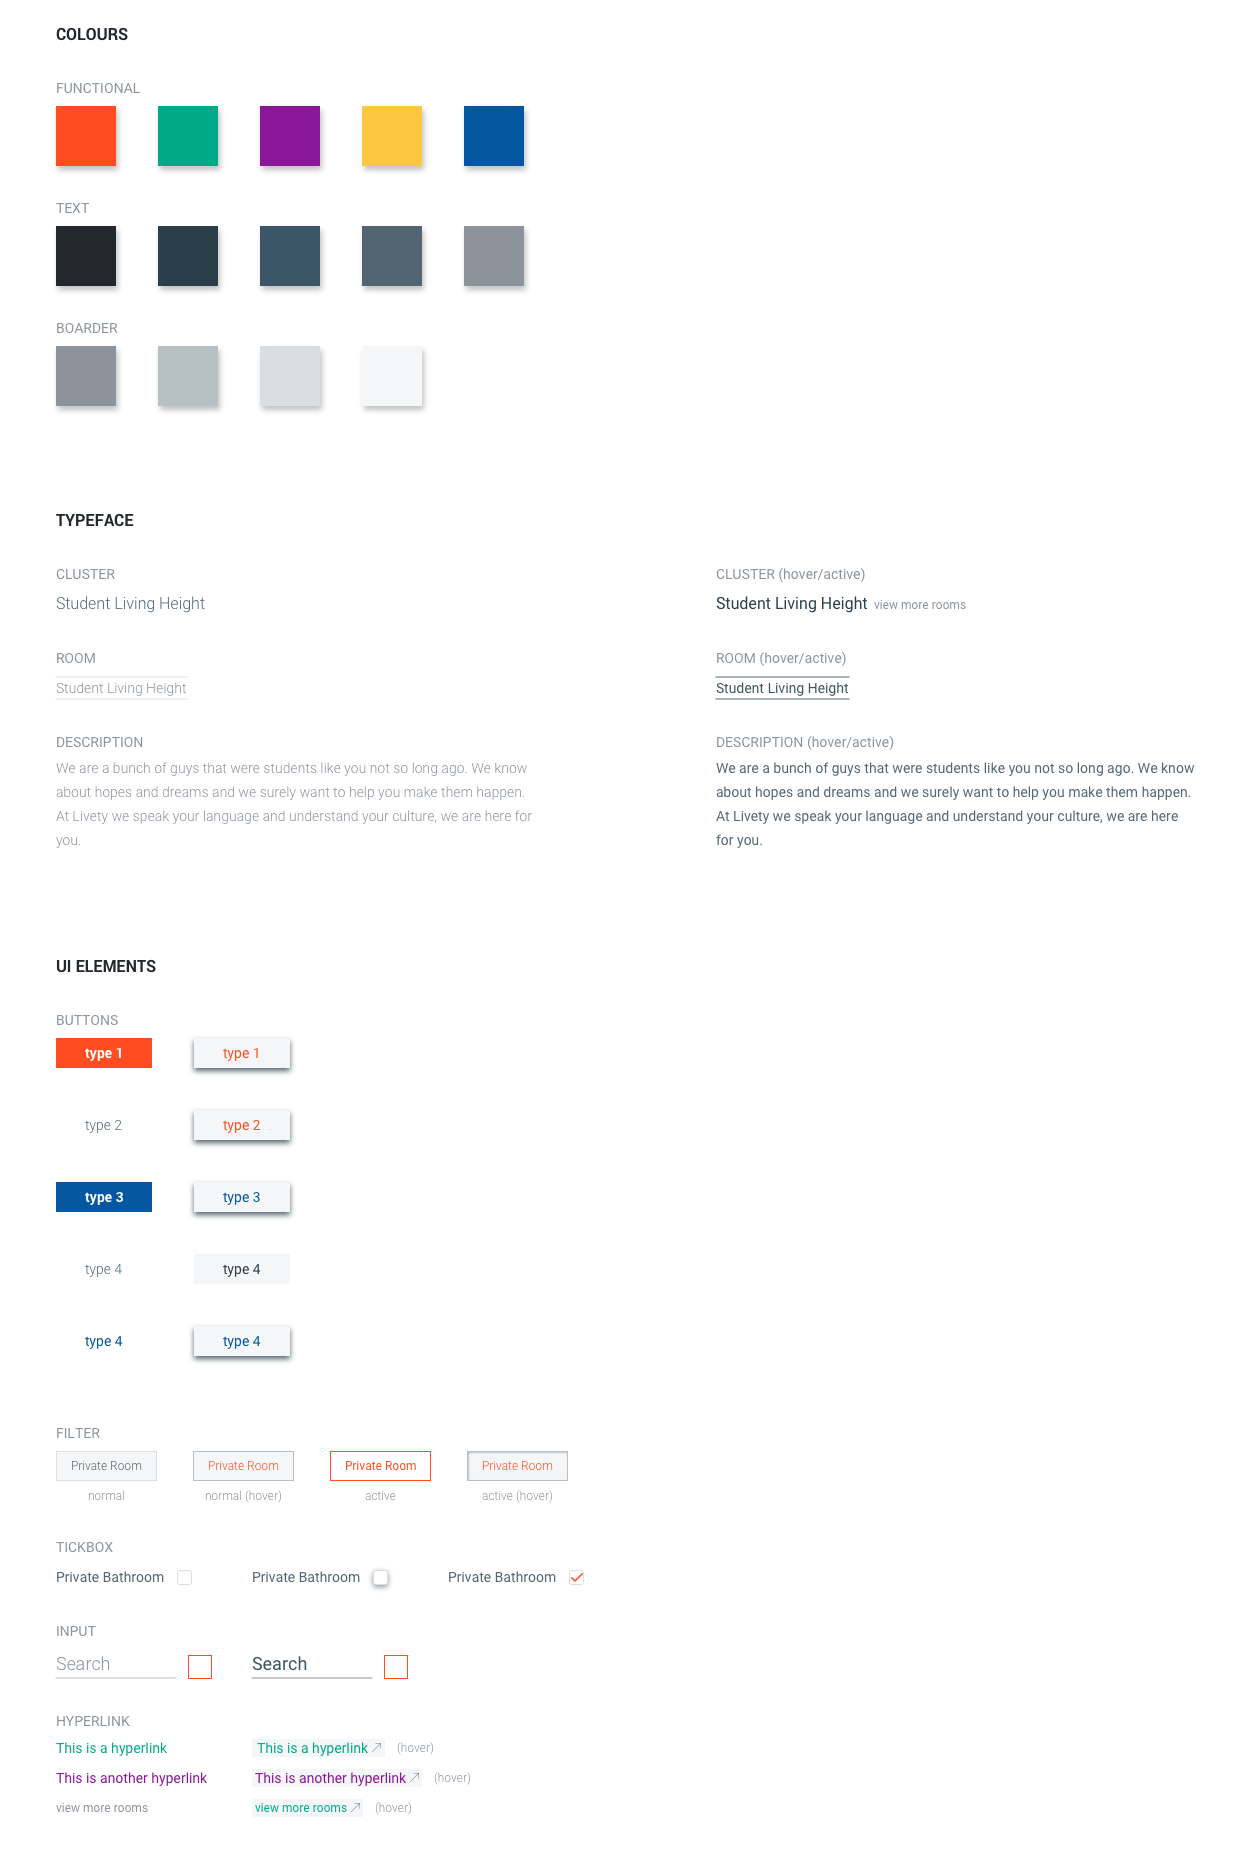 COLOURS
FUNCTIONAL
TEXT
BOARDER
TYPEFACE
CLUSTER
Student Living Height
CLUSTER (hover/active)
Student Living Height view more rooms
ROOM
Student Living Height
ROOM (hover/active)
Student Living Height
DESCRIPTION
We are a bunch of guys that were students like you not so long ago. We know
about hopes and dreams and we surely want to help you make them happen.
At Livety we speak your language and understand your culture, we are here for
you.
DESCRIPTION (hover/active)
We are a bunch of guys that were students like you not so long ago. We know
about hopes and dreams and we surely want to help you make them happen.
At Livety we speak your language and understand your culture, we are here
for you.
UI ELEMENTS
BUTTONS
type 1 type 1
type 2 type 2
type 3 type 3
type 4 type 4
type 4 type 4
FILTER
Private Room Private Room Private Room Private Room
normal normal (hover) active active (hover)
TICKBOX
Private Bathroom Private Bathroom Private Bathroom
INPUT
Search Search
HYPERLINK
This is a hyperlink This is a hyperlink (hover)
This is another hyperlink This is another hyperlink (hover)
view more rooms view more rooms (hover)